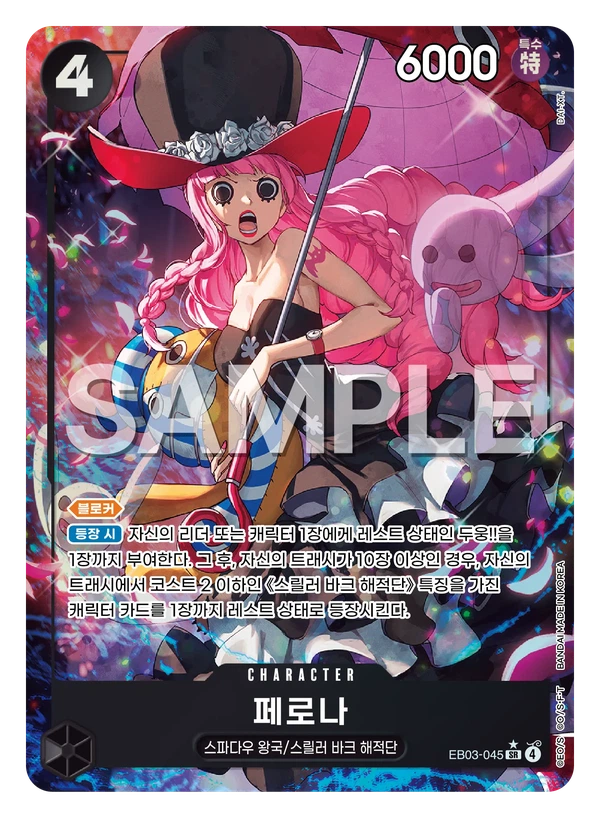 4
6000
특수
特
DAI-XT.
SAMPLE
블로커
등장 시 자신의 리더 또는 캐릭터 1장에게 레스트 상태인 두웅!!을
1장까지 부여한다. 그 후, 자신의 트래시가 10장 이상인 경우, 자신의
트래시에서 코스트 2 이하인 《스릴러 바크 해적단》 특징을 가진
캐릭터 카드를 1장까지 레스트 상태로 등장시킨다.
CHARACTER
페로나
스파다우 왕국/스릴러 바크 해적단
EB03-045 SR 4
©EO/S ©O/S·F·T BANDAI MADE IN KOREA